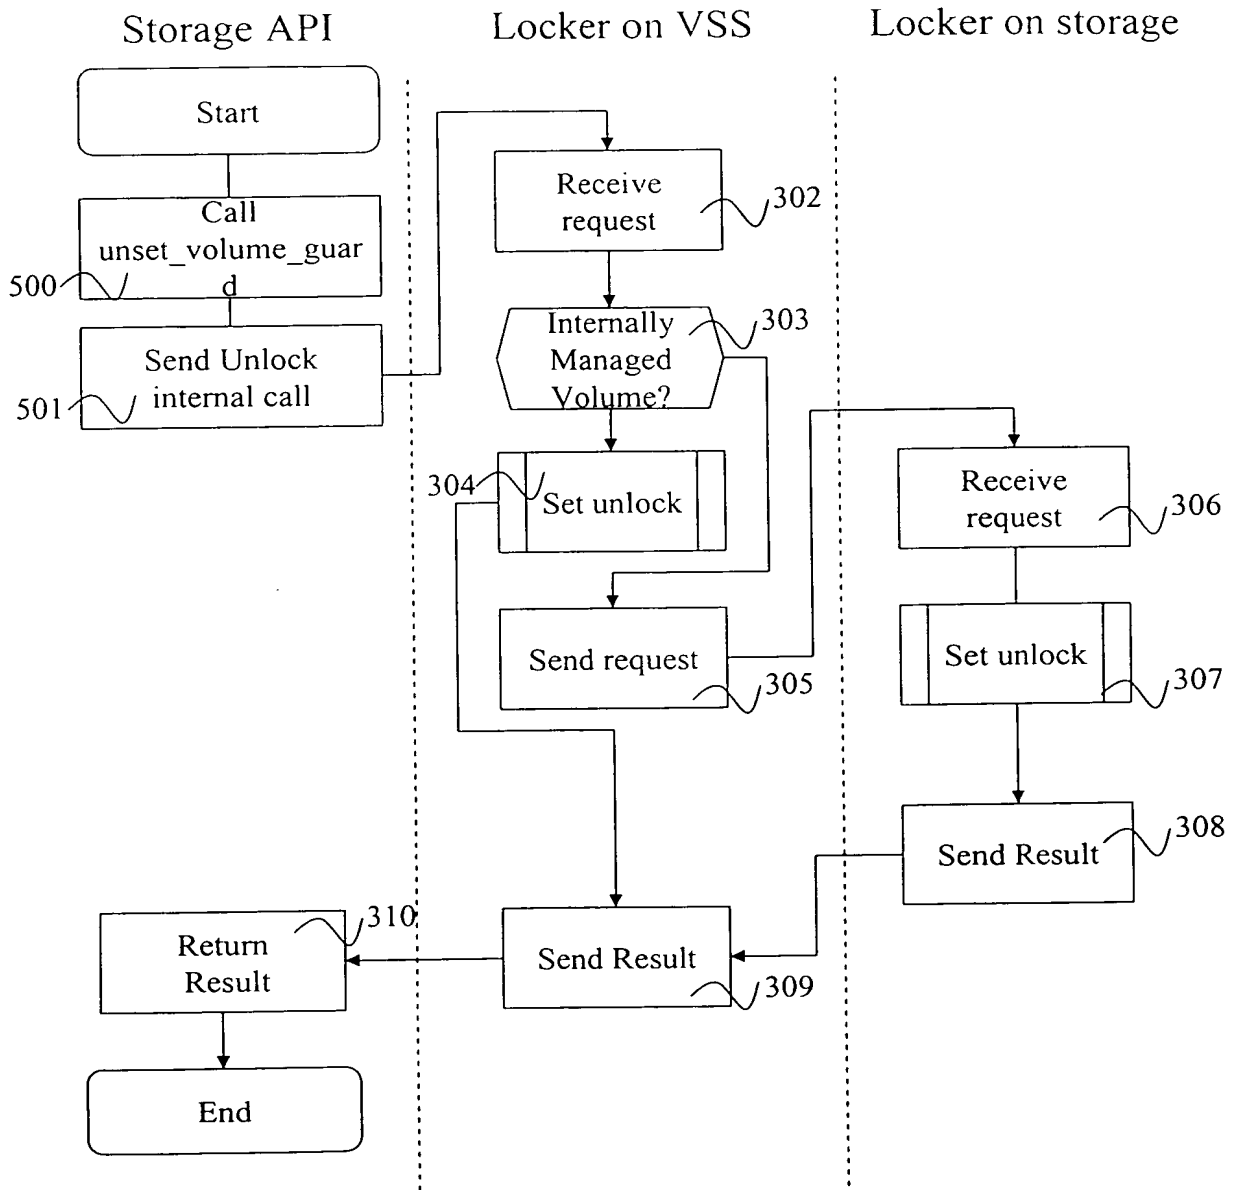 Storage API
Locker on VSS
Locker on storage
Start
Call
unset_volume_guar
d
500
Send Unlock
internal call
501
Receive
request
302
Internally
Managed
Volume?
303
304
Set unlock
Send request
305
Receive
request
306
Set unlock
307
Send Result
308
Send Result
309
310
Return
Result
End